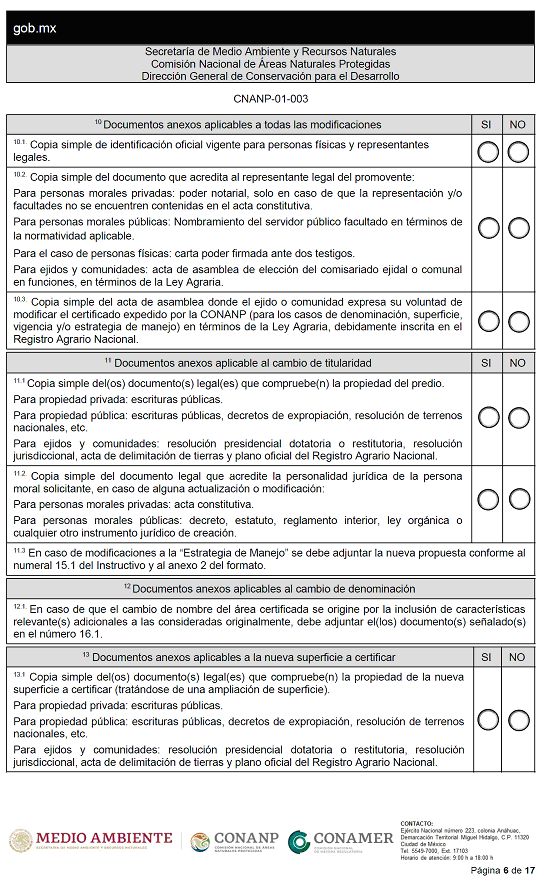 gob.mx
Secretaría de Medio Ambiente y Recursos Naturales
Comisión Nacional de Áreas Naturales Protegidas
Dirección General de Conservación para el Desarrollo
CNANP-01-003
10 Documentos anexos aplicables a todas las modificaciones SI NO
10.1. Copia simple de identificación oficial vigente para personas físicas y representantes
legales.
10.2. Copia simple del documento que acredita al representante legal del promovente:
Para personas morales privadas: poder notarial, solo en caso de que la representación y/o
facultades no se encuentren contenidas en el acta constitutiva.
Para personas morales públicas: Nombramiento del servidor público facultado en términos de
la normatividad aplicable.
Para el caso de personas físicas: carta poder firmada ante dos testigos.
Para ejidos y comunidades: acta de asamblea de elección del comisariado ejidal o comunal
en funciones, en términos de la Ley Agraria.
10.3. Copia simple del acta de asamblea donde el ejido o comunidad expresa su voluntad de
modificar el certificado expedido por la CONANP (para los casos de denominación, superficie,
vigencia y/o estrategia de manejo) en términos de la Ley Agraria, debidamente inscrita en el
Registro Agrario Nacional.
11 Documentos anexos aplicable al cambio de titularidad SI NO
11.1 Copia simple del(os) documento(s) legal(es) que compruebe(n) la propiedad del predio.
Para propiedad privada: escrituras públicas.
Para propiedad pública: escrituras públicas, decretos de expropiación, resolución de terrenos
nacionales, etc.
Para ejidos y comunidades: resolución presidencial dotatoria o restitutoria, resolución
jurisdiccional, acta de delimitación de tierras y plano oficial del Registro Agrario Nacional.
11.2. Copia simple del documento legal que acredite la personalidad jurídica de la persona
moral solicitante, en caso de alguna actualización o modificación:
Para personas morales privadas: acta constitutiva.
Para personas morales públicas: decreto, estatuto, reglamento interior, ley orgánica o
cualquier otro instrumento jurídico de creación.
11.3 En caso de modificaciones a la “Estrategia de Manejo” se debe adjuntar la nueva propuesta conforme al
numeral 15.1 del Instructivo y al anexo 2 del formato.
12 Documentos anexos aplicables al cambio de denominación
12.1. En caso de que el cambio de nombre del área certificada se origine por la inclusión de características
relevante(s) adicionales a las consideradas originalmente, debe adjuntar el(los) documento(s) señalado(s)
en el número 16.1.
13 Documentos anexos aplicables a la nueva superficie a certificar SI NO
13.1 Copia simple del(os) documento(s) legal(es) que compruebe(n) la propiedad de la nueva
superficie a certificar (tratándose de una ampliación de superficie).
Para propiedad privada: escrituras públicas.
Para propiedad pública: escrituras públicas, decretos de expropiación, resolución de terrenos
nacionales, etc.
Para ejidos y comunidades: resolución presidencial dotatoria o restitutoria, resolución
jurisdiccional, acta de delimitación de tierras y plano oficial del Registro Agrario Nacional.
MEDIO AMBIENTE
SECRETARÍA DE MEDIO AMBIENTE Y RECURSOS NATURALES
CONANP
COMISIÓN NACIONAL DE ÁREAS
NATURALES PROTEGIDAS
CONAMER
COMISIÓN NACIONAL DE MEJORA REGULATORIA
CONTACTO:
Ejército Nacional número 223, colonia Anáhuac,
Demarcación Territorial Miguel Hidalgo, C.P. 11320
Ciudad de México
Tel. 5549-7000, Ext. 17103
Horario de atención: 9:00 h a 18:00 h
Página 6 de 17